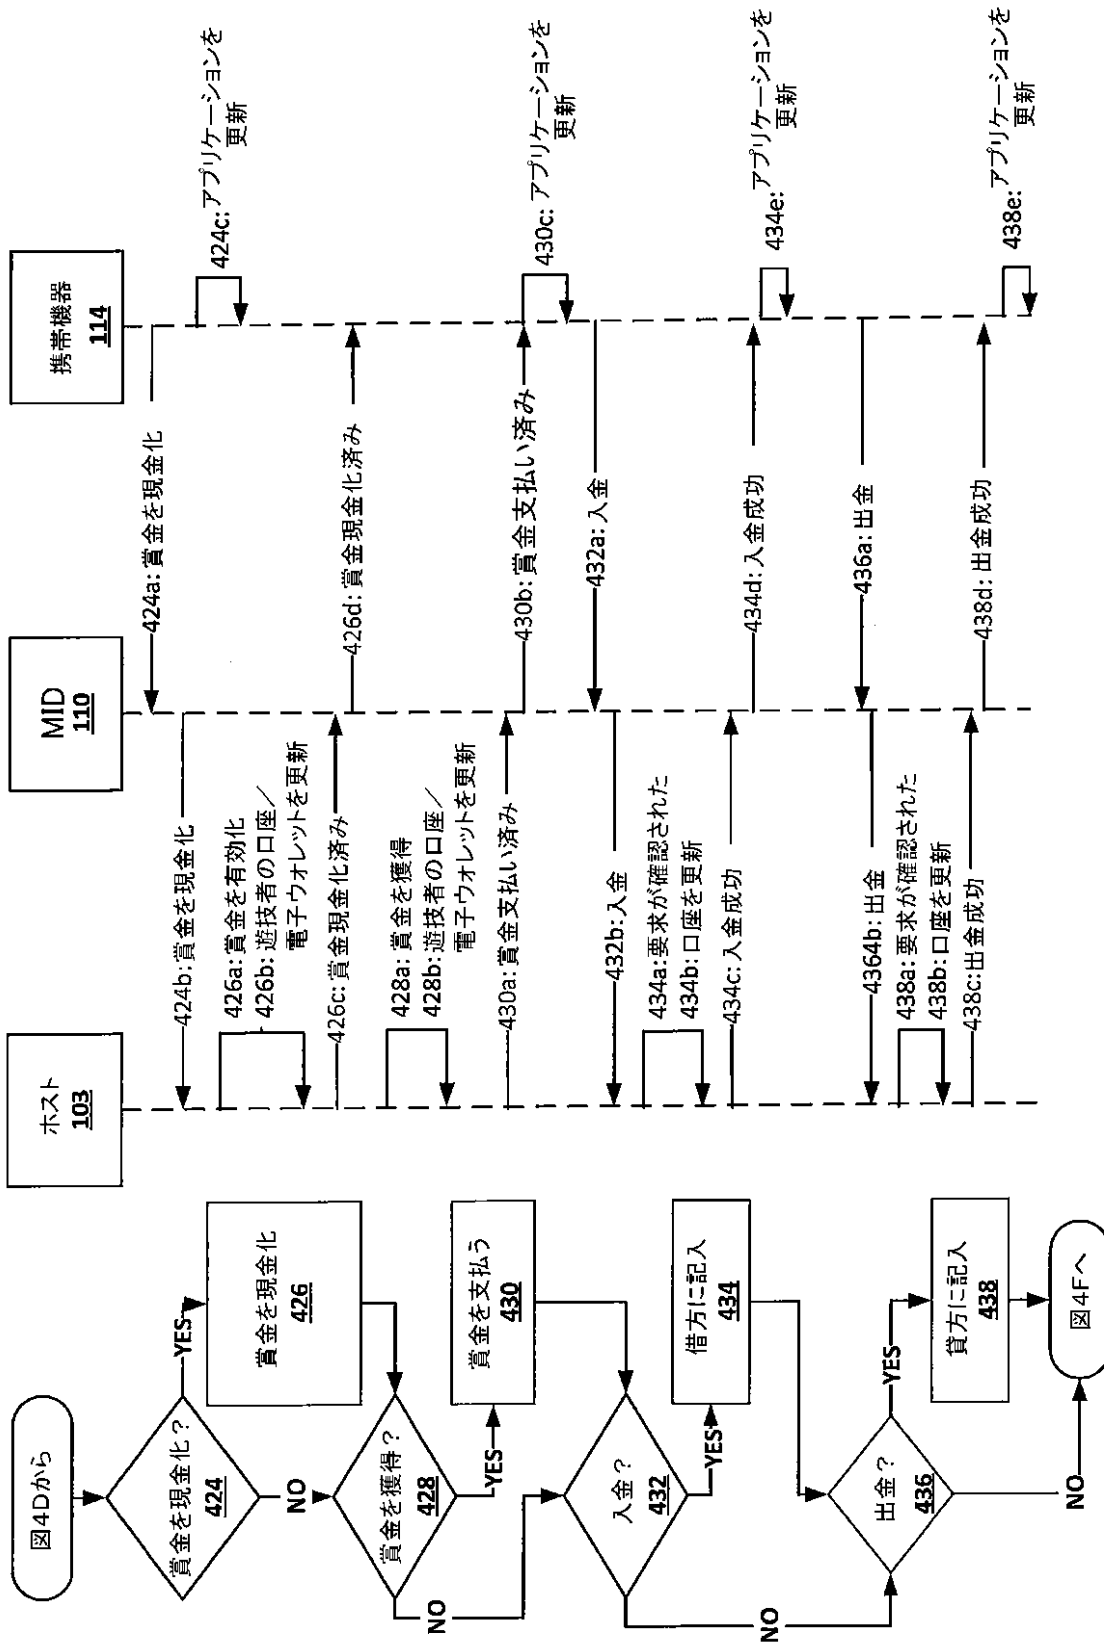 図4Dから
賞金を現金化？
424
YES
NO
賞金を現金化
426
賞金を獲得？
428
YES
NO
賞金を支払う
430
入金？
432
YES
NO
借方に記入
434
出金？
436
YES
NO
貸方に記入
438
図4Fへ
ホスト
103
MID
110
携帯機器
114
424a: 賞金を現金化
424b: 賞金を現金化
424c: アプリケーションを
更新
426a: 賞金を有効化
426b: 遊技者の口座／
電子ウォレットを更新
426c: 賞金現金化済み
426d: 賞金現金化済み
428a: 賞金を獲得
428b: 遊技者の口座／
電子ウォレットを更新
430a: 賞金支払い済み
430b: 賞金支払い済み
430c: アプリケーションを
更新
432a: 入金
432b: 入金
434a: 要求が確認された
434b: 口座を更新
434c: 入金成功
434d: 入金成功
434e: アプリケーションを
更新
436a: 出金
4364b: 出金
438a: 要求が確認された
438b: 口座を更新
438c: 出金成功
438d: 出金成功
438e: アプリケーションを
更新